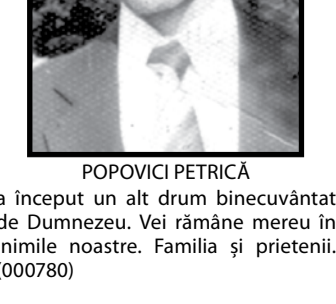 POPOVICI PETRICĂ
a început un alt drum binecuvântat
de Dumnezeu. Vei rămâne mereu în
inimile noastre. Familia și prietenii.
(000780)